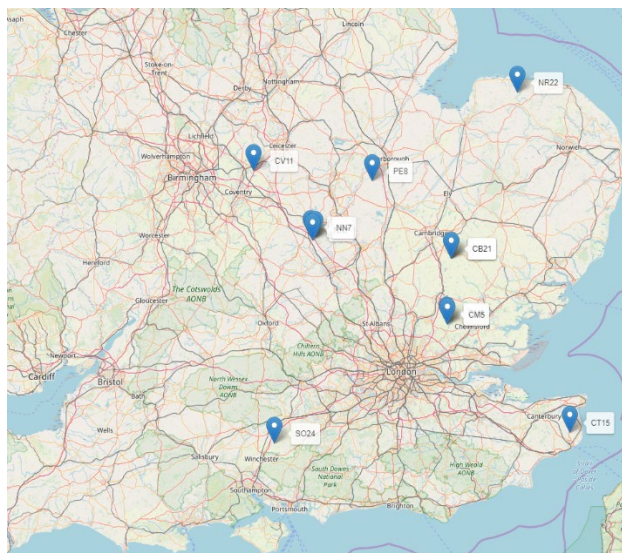 Chester
Lincoln
Stoke-on-
Trent
Nottingham
Derby
NR22
Norwich
Lichfield
Leicester
Wolverhampton
CV11
PE8
Birmingham
Coventry
Ely
Worcester
NN7
Cambridge
CB21
Hereford
The Cotswolds
AONB
Gloucester
Oxford
St Albans
CM5
Chelmsford
Chiltern
Hills AONB
Newport
Cardiff
Bristol
Bath
North Wessex
Downs
AONB
London
Wells
Canterbury
CT15
SO24
Salisbury
Winchester
South Downs
National
Park
High Weald
AONB
Southampton
Portsmouth
Brighton